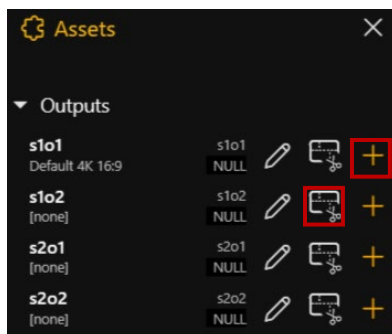 Assets
Outputs
s1o1 s1o1
Default 4K 16:9 NULL
s1o2 s1o2
[none] NULL
s2o1 s2o1
[none] NULL
s2o2 s2o2
[none] NULL